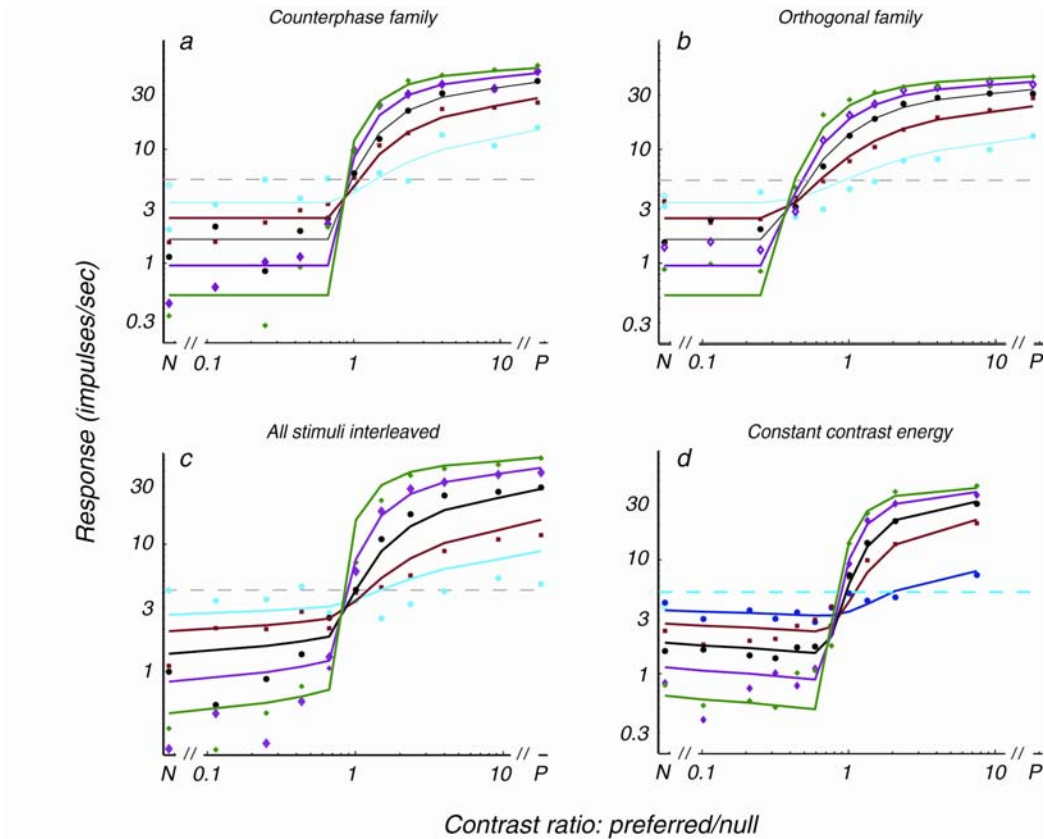 Counterphase family
Orthogonal family
a
b
30
10
3
1
0.3
N // 0.1 1 10 // P
30
10
3
1
0.3
N // 0.1 1 10 // P
Response (impulses/sec)
All stimuli interleaved
Constant contrast energy
c
d
30
10
3
1
N // 0.1 1 10 // P
30
10
3
1
0.3
N // 0.1 1 10 // P
Contrast ratio: preferred/null